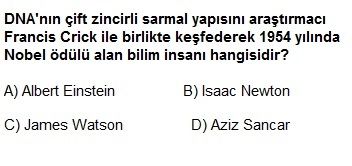 DNA'nın çift zincirli sarmal yapısını araştırmacı
Francis Crick ile birlikte keşfederek 1954 yılında
Nobel ödülü alan bilim insanı hangisidir?
A) Albert Einstein B) Isaac Newton
C) James Watson D) Aziz Sancar